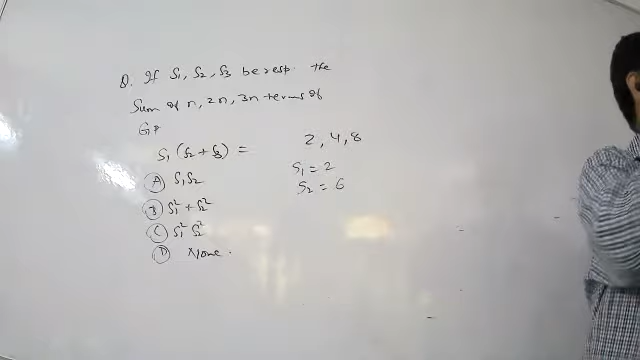 Q. If S₁, S₂, S₃ be resp. the
Sum of n, 2n, 3n terms of
G.P
S₁ (S₂ + S₃) =
(A) S₁S₂
(B) S₁² + S₂²
(C) S₁² S₂²
(D) None.
2, 4, 8
S₁ = 2
S₂ = 6